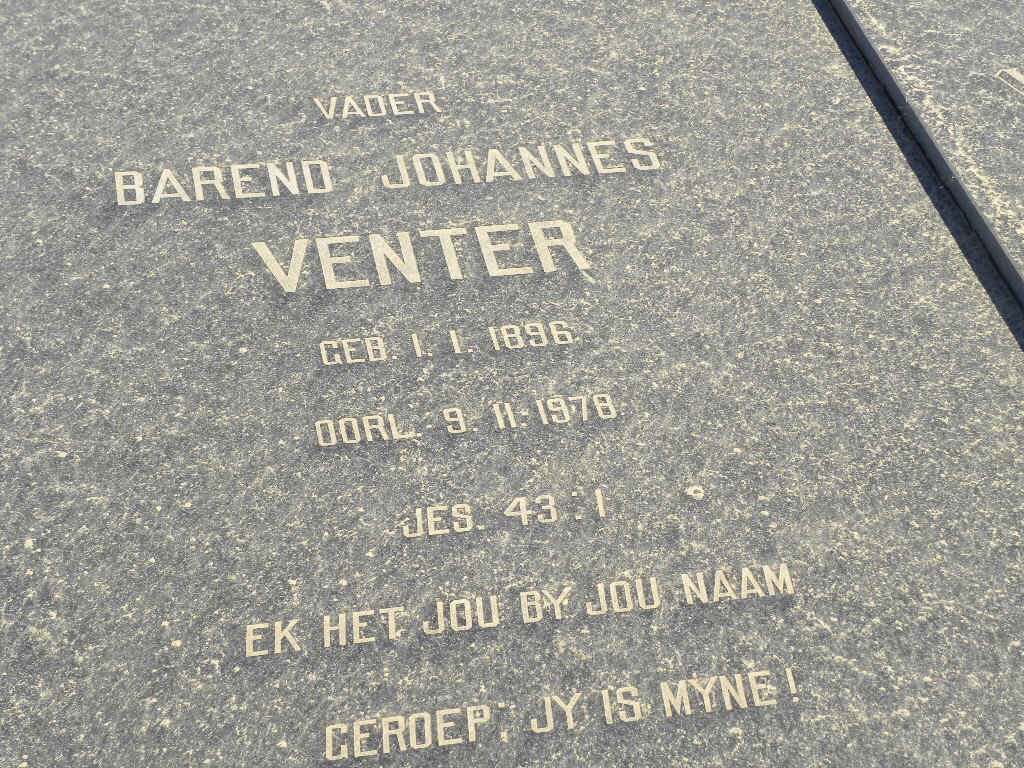 VADER
BAREND JOHANNES
VENTER
GEB. 1. 1. 1896
OORL. 9. 11. 1978
JES. 43 : 1
EK HET JOU BY JOU NAAM
GEROEP; JY IS MYNE!